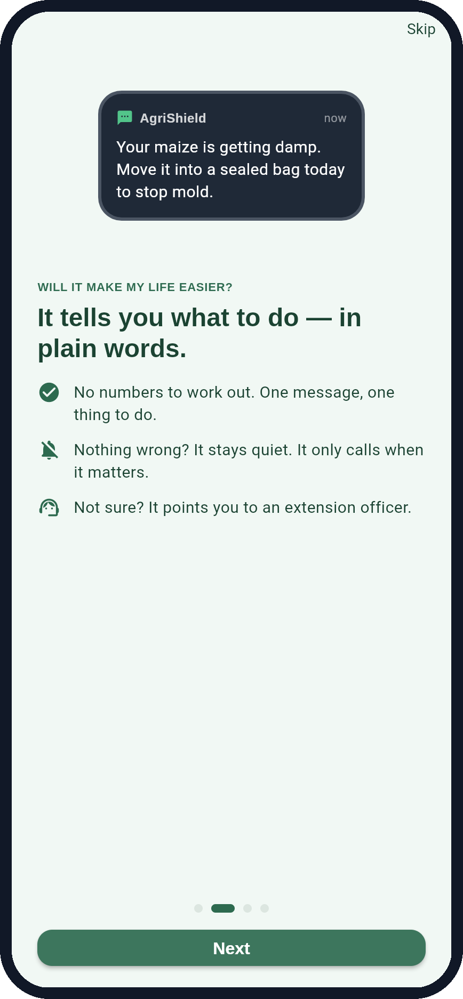 Skip
AgriShield now
Your maize is getting damp.
Move it into a sealed bag today
to stop mold.
WILL IT MAKE MY LIFE EASIER?
It tells you what to do — in
plain words.
No numbers to work out. One message, one
thing to do.
Nothing wrong? It stays quiet. It only calls when
it matters.
Not sure? It points you to an extension officer.
Next